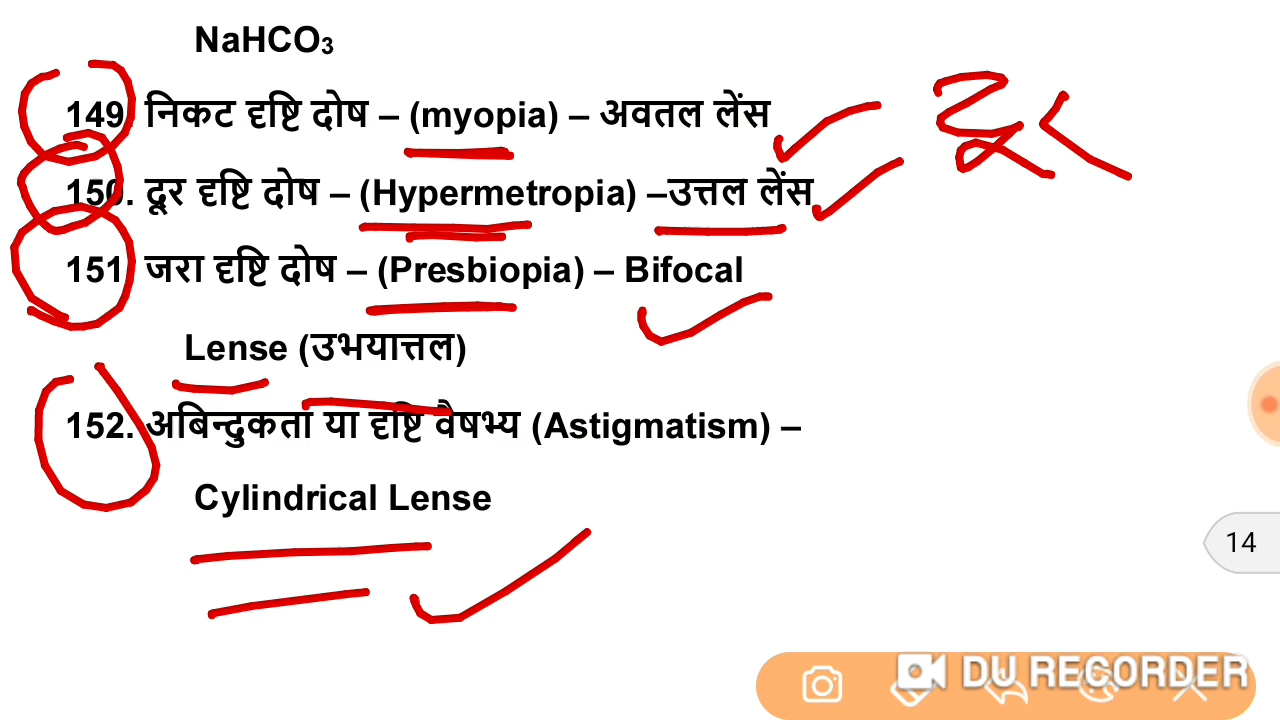 NaHCO₃
149. निकट दृष्टि दोष – (myopia) – अवतल लेंस
150. दूर दृष्टि दोष – (Hypermetropia) –उत्तल लेंस
151. जरा दृष्टि दोष – (Presbiopia) – Bifocal
Lense (उभयात्तल)
152. अबिन्दुकता या दृष्टि वैषभ्य (Astigmatism) –
Cylindrical Lense
14
DU RECORDER